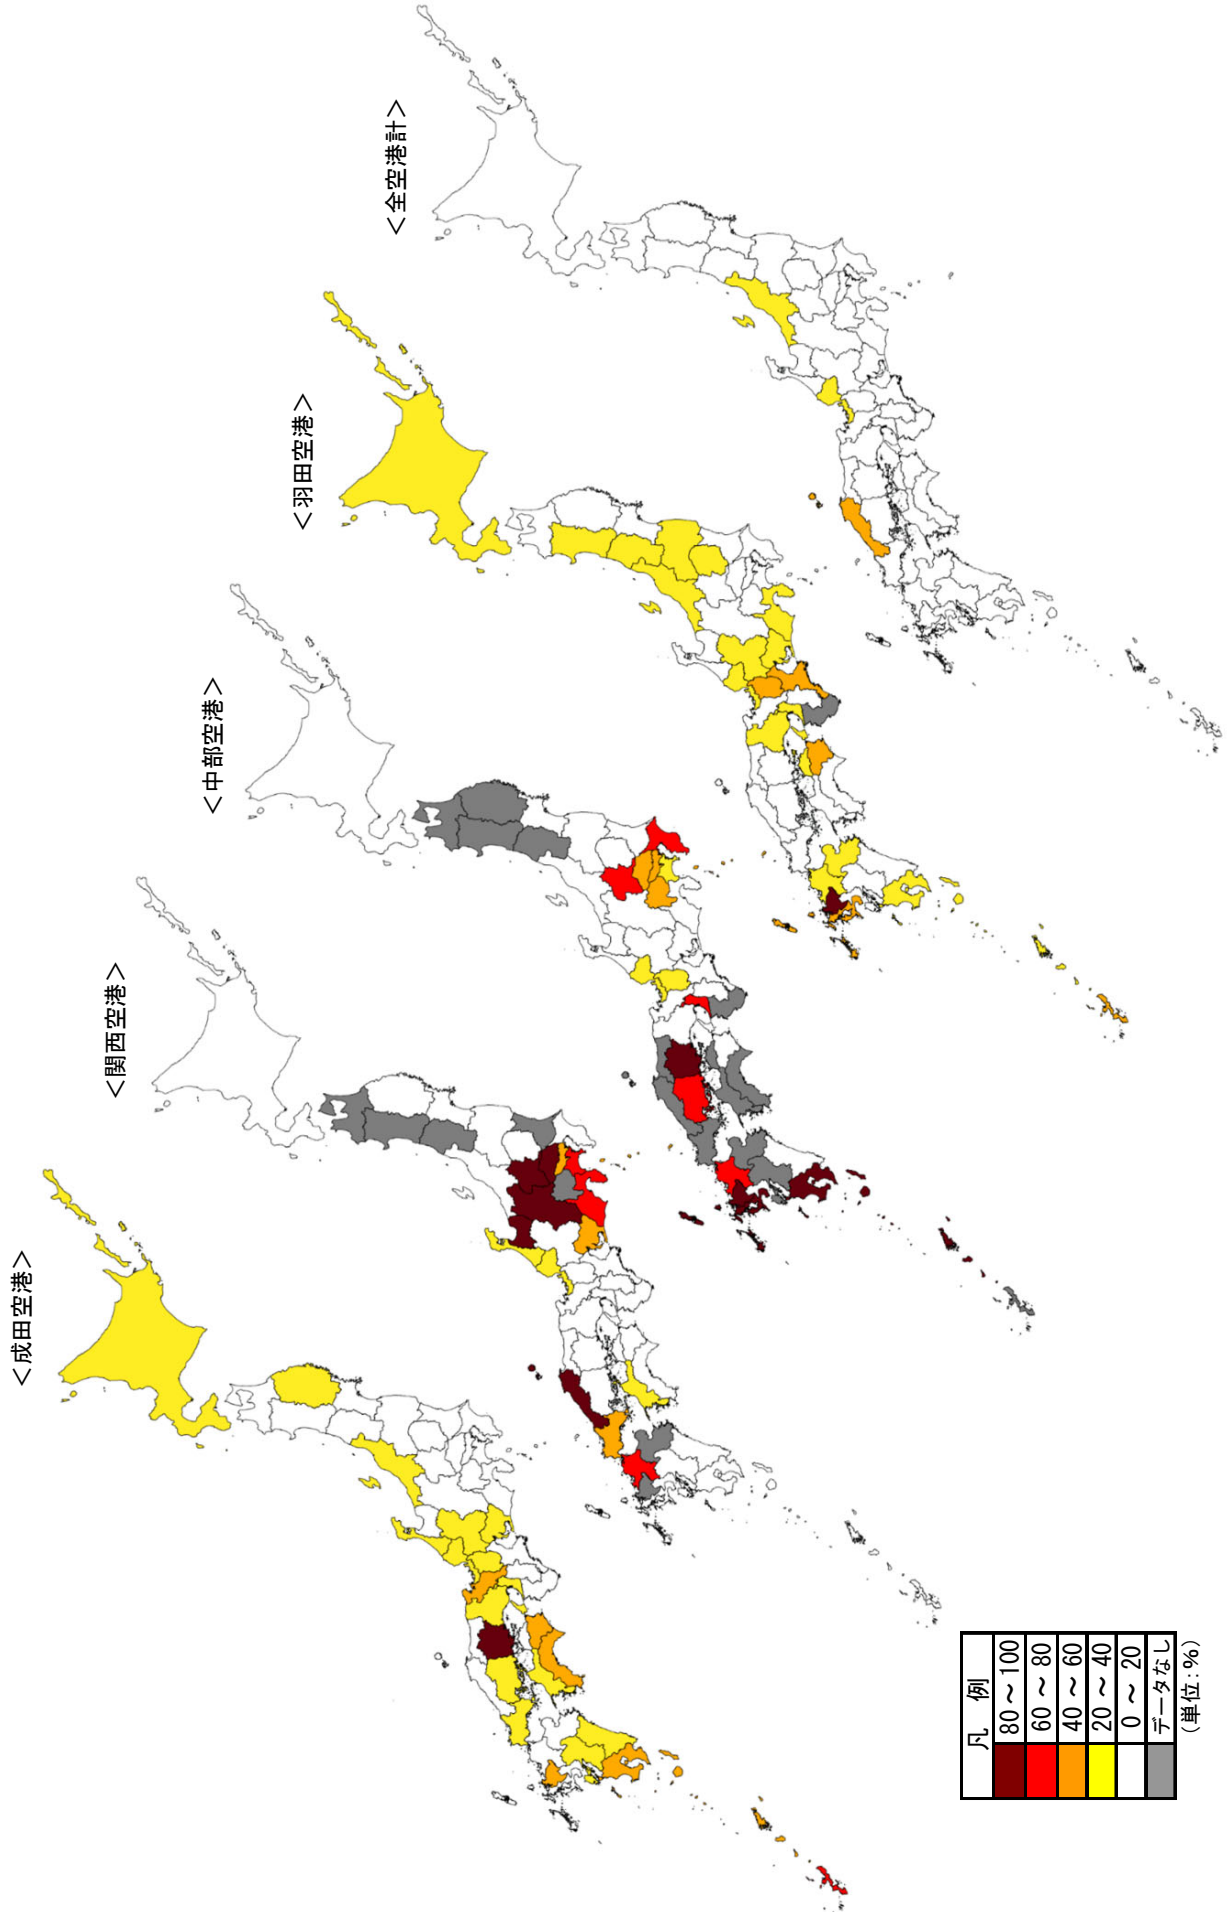 ＜成田空港＞
＜関西空港＞
＜中部空港＞
＜羽田空港＞
＜全空港計＞
凡 例
80 ～ 100
60 ～ 80
40 ～ 60
20 ～ 40
0 ～ 20
データなし
(単位：%)